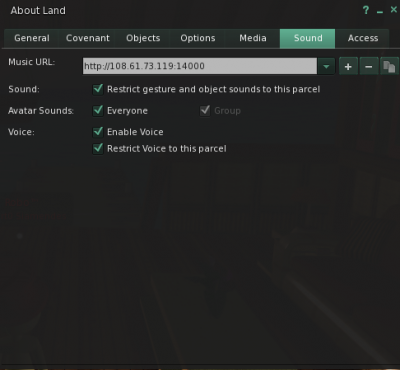 About Land ?
General Covenant Objects Options Media Sound Access
Music URL: http://108.61.73.119:14000
Sound: Restrict gesture and object sounds to this parcel
Avatar Sounds: Everyone Group
Voice: Enable Voice
Restrict Voice to this parcel